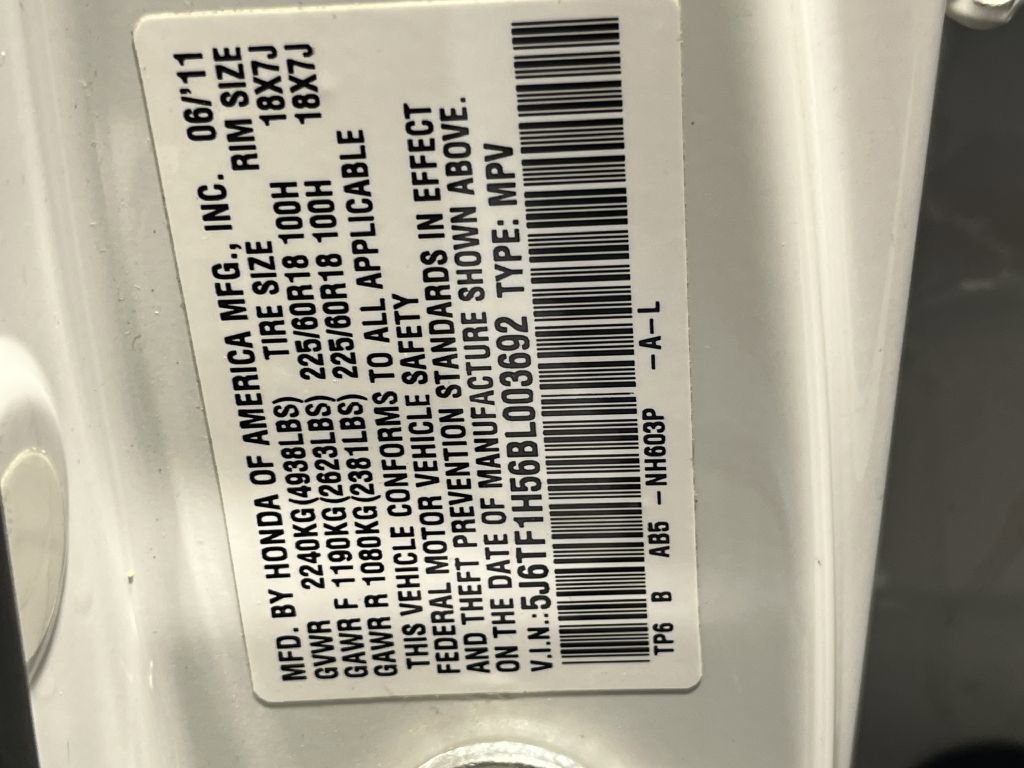 MFD. BY HONDA OF AMERICA MFG., INC. 06/'11
GVWR 2240KG(4938LBS) TIRE SIZE RIM SIZE
GAWR F 1190KG(2623LBS) 225/60R18 100H 18X7J
GAWR R 1080KG(2381LBS) 225/60R18 100H 18X7J
THIS VEHICLE CONFORMS TO ALL APPLICABLE
FEDERAL MOTOR VEHICLE SAFETY
AND THEFT PREVENTION STANDARDS IN EFFECT
ON THE DATE OF MANUFACTURE SHOWN ABOVE.
V.I.N.:5J6TF1H56BL003692 TYPE: MPV
TP6 B AB5 -NH603P -A-L